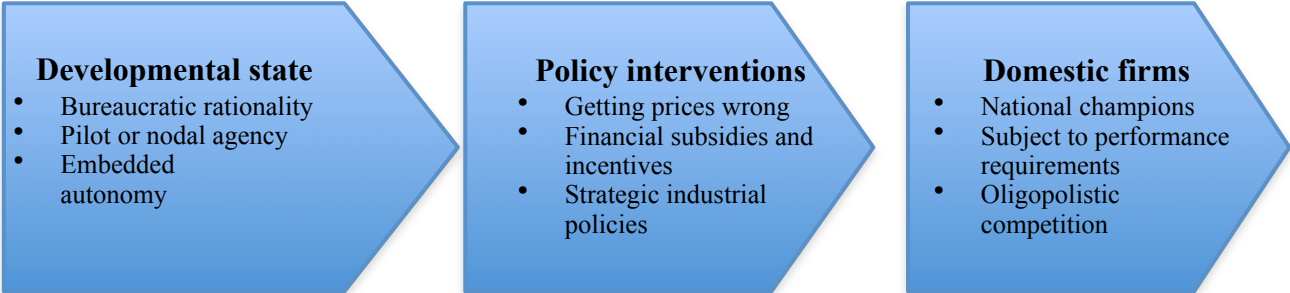 Developmental state
• Bureaucratic rationality
• Pilot or nodal agency
• Embedded
autonomy
Policy interventions
• Getting prices wrong
• Financial subsidies and
incentives
• Strategic industrial
policies
Domestic firms
• National champions
• Subject to performance
requirements
• Oligopolistic
competition